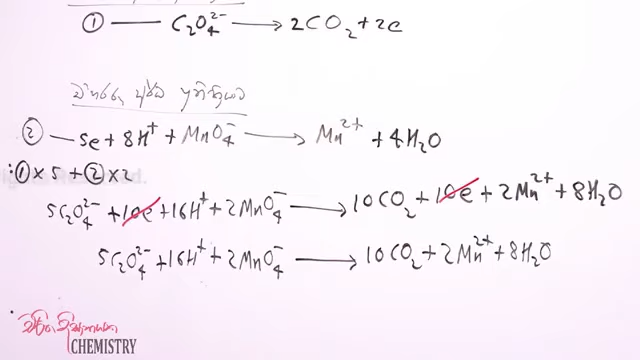 ① — C₂O₄²⁻ → 2CO₂ + 2e
② — 5e + 8H⁺ + MnO₄⁻ → Mn²⁺ + 4H₂O
① × 5 + ② × 2
5C₂O₄²⁻ + 10e + 16H⁺ + 2MnO₄⁻ → 10CO₂ + 10e + 2Mn²⁺ + 8H₂O
5C₂O₄²⁻ + 16H⁺ + 2MnO₄⁻ → 10CO₂ + 2Mn²⁺ + 8H₂O
CHEMISTRY